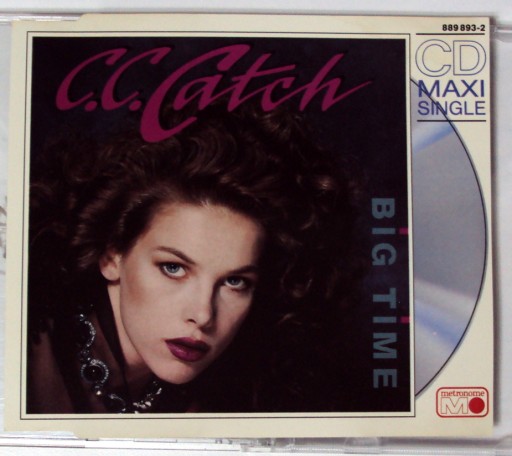 889 893-2
C.C. Catch
CD
MAXI
SINGLE
BIG TIME
metronome
M